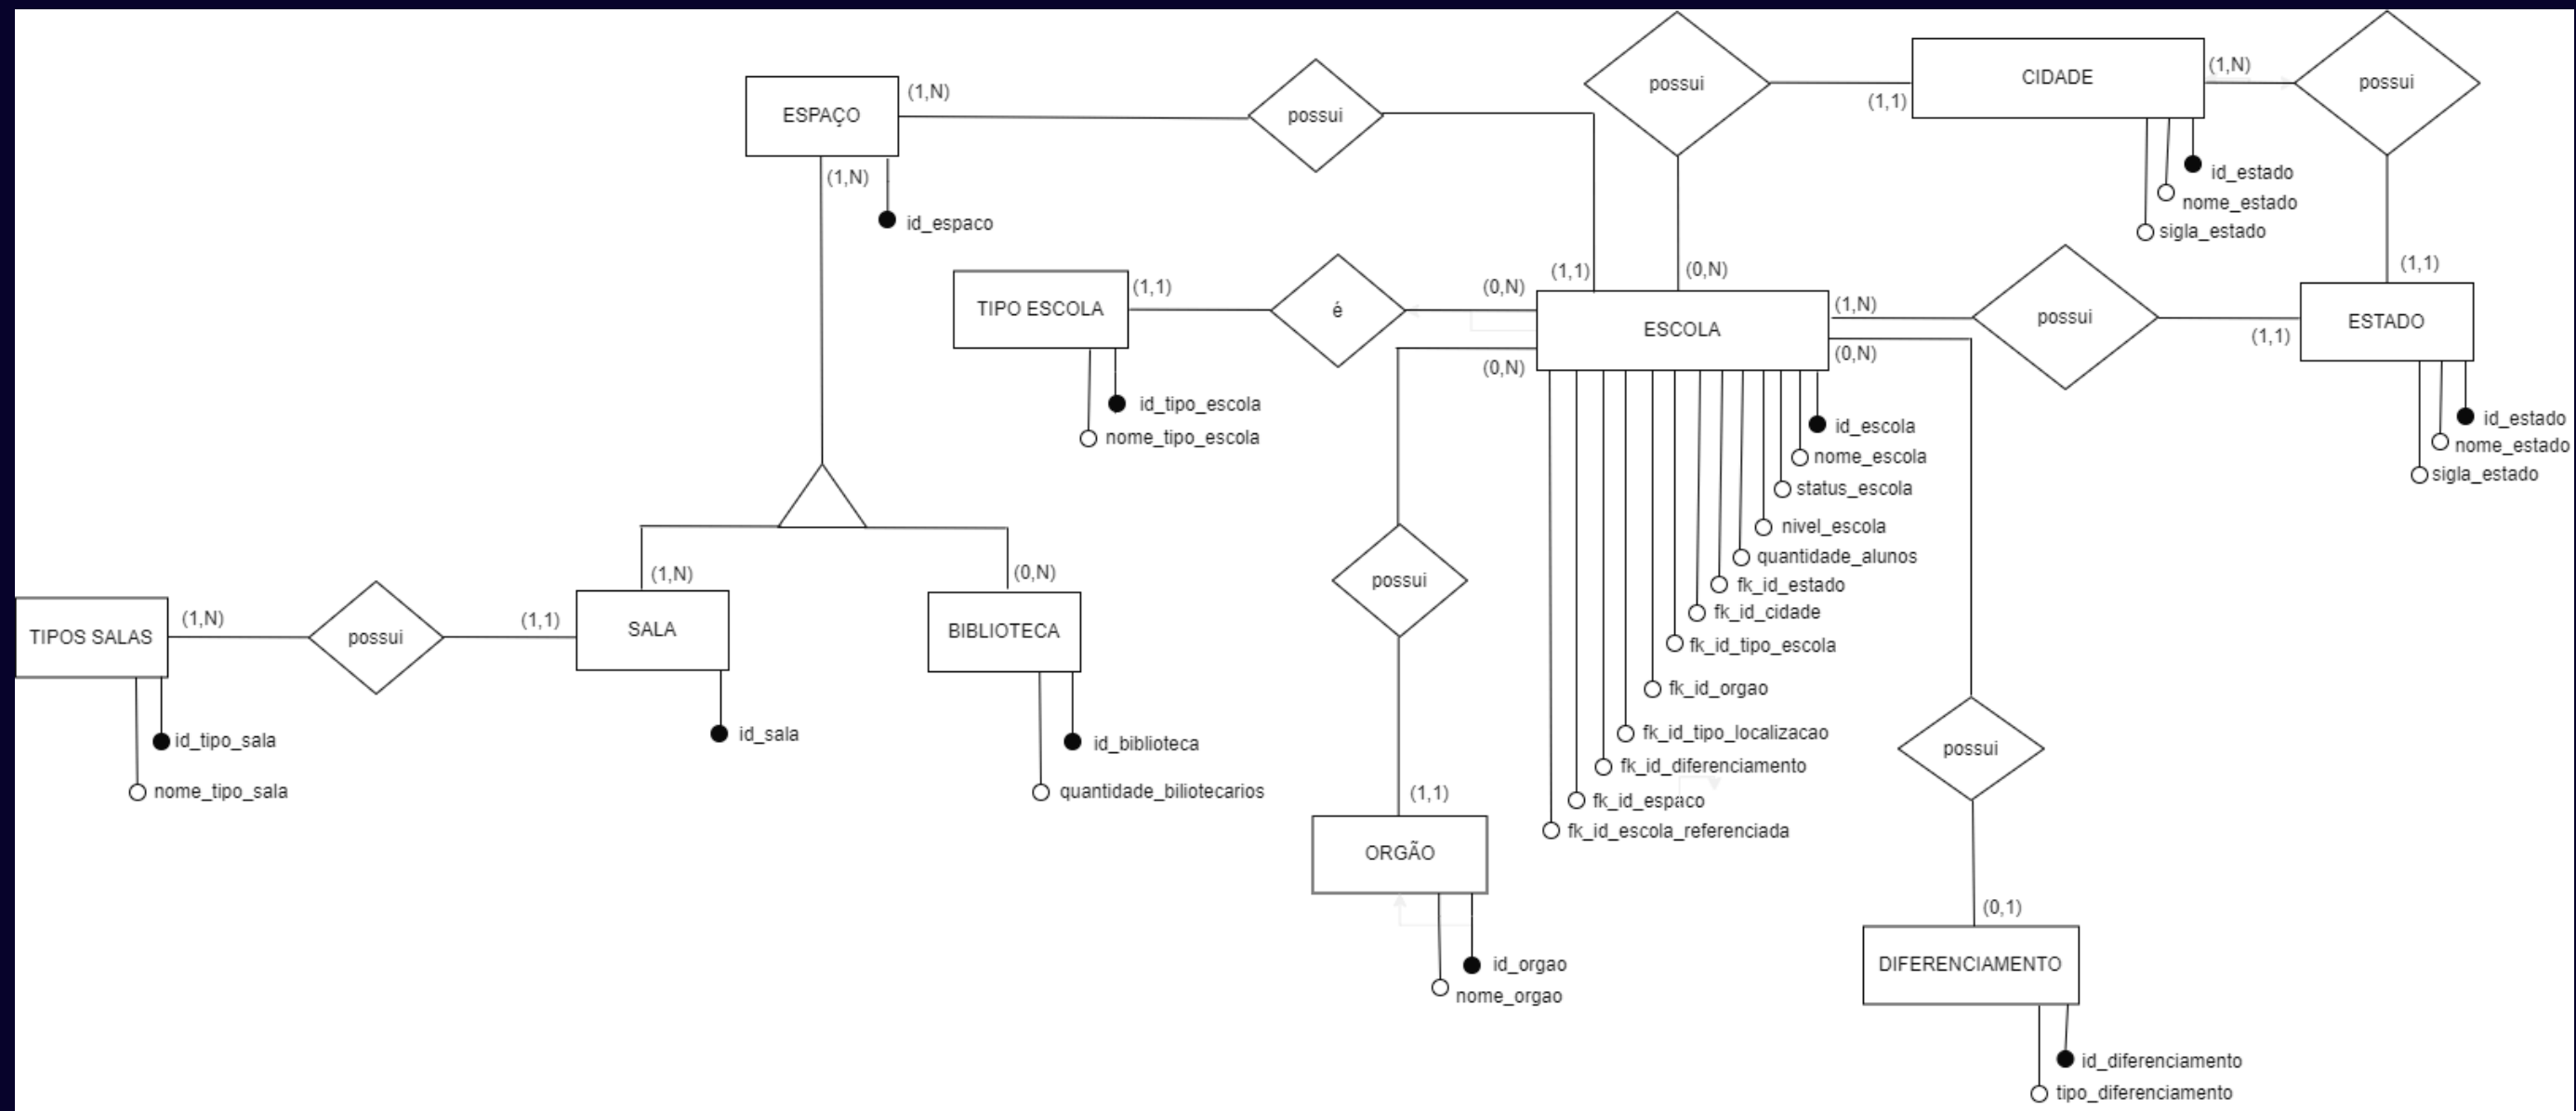 ESPAÇO
(1,N)
(1,N)
id_espaco
possui
possui
(1,1)
CIDADE
(1,N)
possui
id_estado
nome_estado
sigla_estado
TIPO ESCOLA
(1,1)
id_tipo_escola
nome_tipo_escola
é
(0,N)
(1,1)
(0,N)
ESCOLA
(0,N)
(1,N)
(0,N)
possui
(1,1)
(1,1)
ESTADO
id_estado
nome_estado
sigla_estado
id_escola
nome_escola
status_escola
nivel_escola
quantidade_alunos
fk_id_estado
fk_id_cidade
fk_id_tipo_escola
fk_id_orgao
fk_id_tipo_localizacao
fk_id_diferenciamento
fk_id_espaco
fk_id_escola_referenciada
TIPOS SALAS
(1,N)
possui
(1,1)
SALA
(1,N)
(0,N)
BIBLIOTECA
id_tipo_sala
nome_tipo_sala
id_sala
id_biblioteca
quantidade_biliotecarios
possui
(1,1)
ORGÃO
id_orgao
nome_orgao
possui
(0,1)
DIFERENCIAMENTO
id_diferenciamento
tipo_diferenciamento